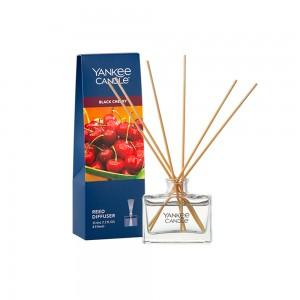 YANKEE
CANDLE®
BLACK CHERRY
REED
DIFFUSER
YANKEE
CANDLE